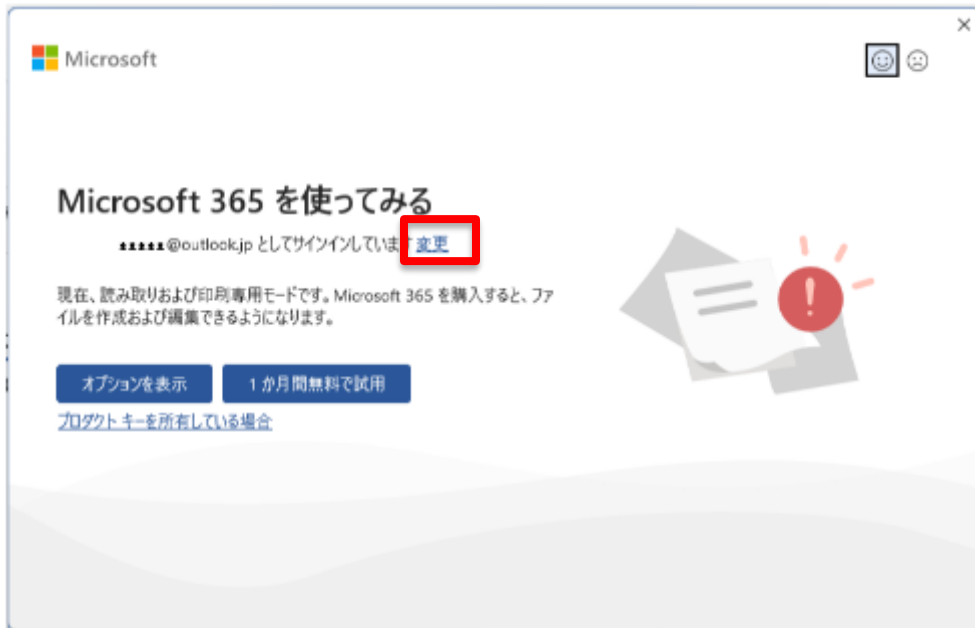 Microsoft
Microsoft 365 を使ってみる
@outlook.jp としてサインインしています 変更
現在、読み取りおよび印刷専用モードです。Microsoft 365 を購入すると、ファ
イルを作成および編集できるようになります。
オプションを表示
1 か月間無料で試用
プロダクト キーを所有している場合